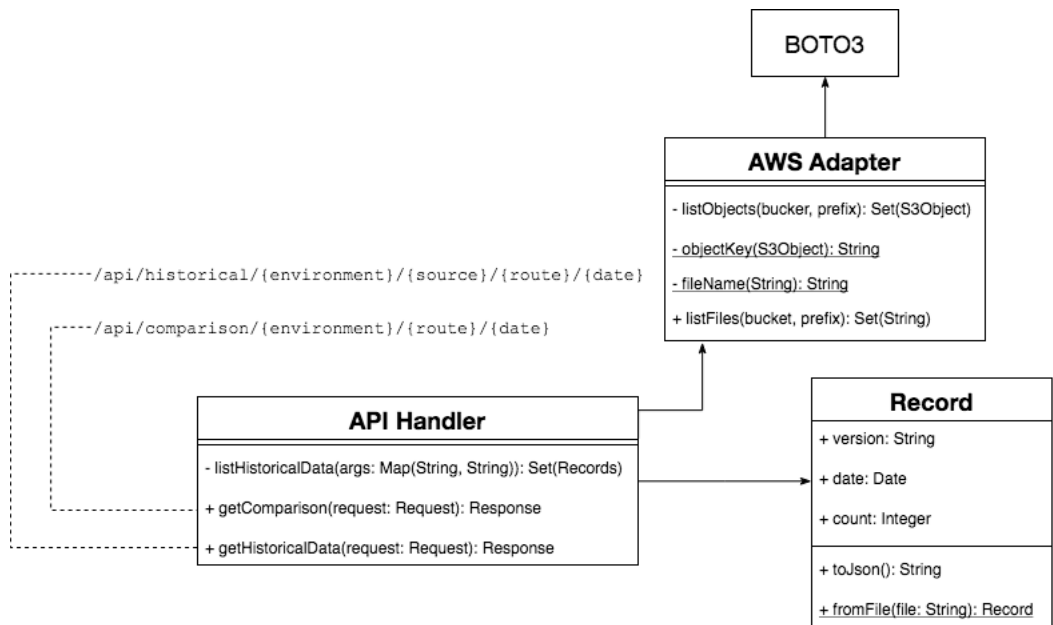 BOTO3
AWS Adapter
- listObjects(bucker, prefix): Set(S3Object)
- objectKey(S3Object): String
- fileName(String): String
+ listFiles(bucket, prefix): Set(String)
/api/historical/{environment}/{source}/{route}/{date}
/api/comparison/{environment}/{route}/{date}
API Handler
- listHistoricalData(args: Map(String, String)): Set(Records)
+ getComparison(request: Request): Response
+ getHistoricalData(request: Request): Response
Record
+ version: String
+ date: Date
+ count: Integer
+ toJson(): String
+ fromFile(file: String): Record